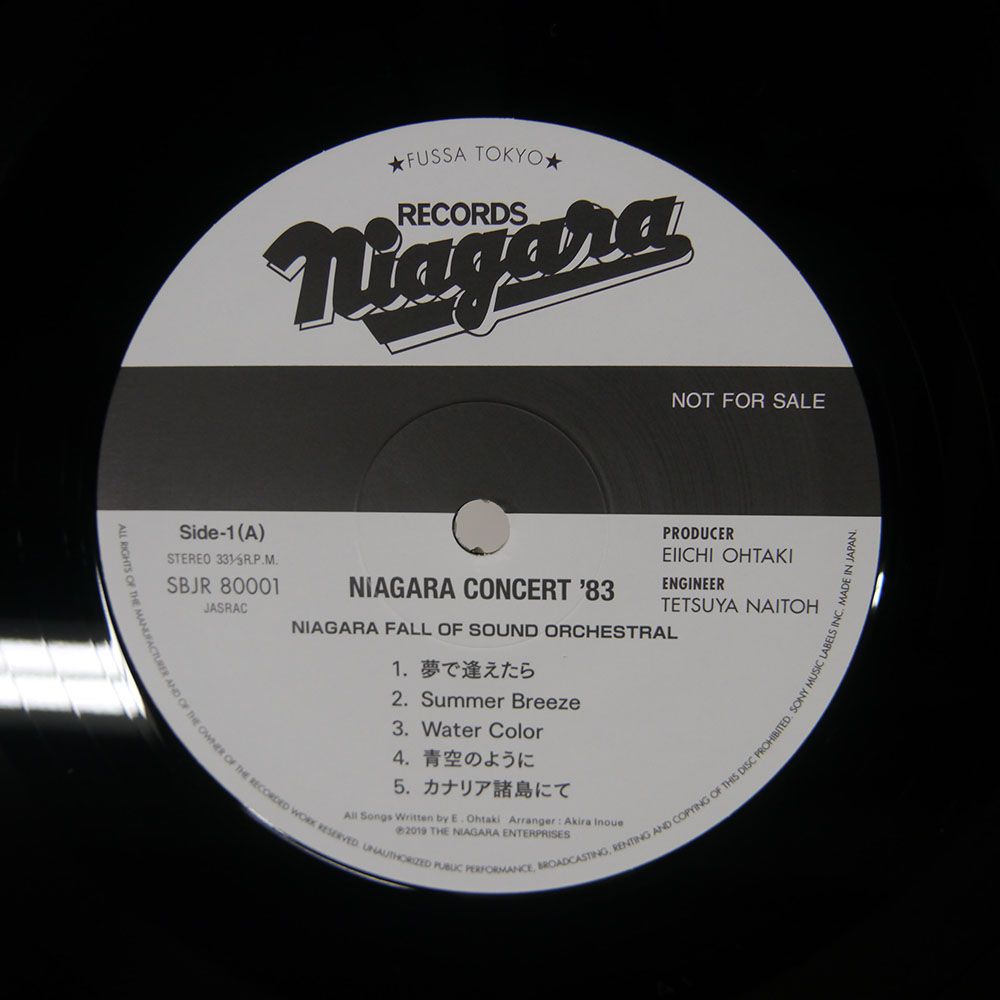 ★FUSSA TOKYO★
RECORDS
Niagara
NOT FOR SALE
Side-1(A)
STEREO 33⅓R.P.M.
SBJR 80001
JASRAC
PRODUCER
EIICHI OHTAKI
ENGINEER
TETSUYA NAITOH
NIAGARA CONCERT '83
NIAGARA FALL OF SOUND ORCHESTRAL
1. 夢で逢えたら
2. Summer Breeze
3. Water Color
4. 青空のように
5. カナリア諸島にて
All Songs Written by E . Ohtaki Arranger : Akira Inoue
℗2019 THE NIAGARA ENTERPRISES
ALL RIGHTS OF THE MANUFACTURER AND OF THE OWNER OF THE RECORDED WORK RESERVED. UNAUTHORIZED PUBLIC PERFORMANCE, BROADCASTING, RENTING AND COPYING OF THIS DISC PROHIBITED. SONY MUSIC LABELS INC. MADE IN JAPAN.